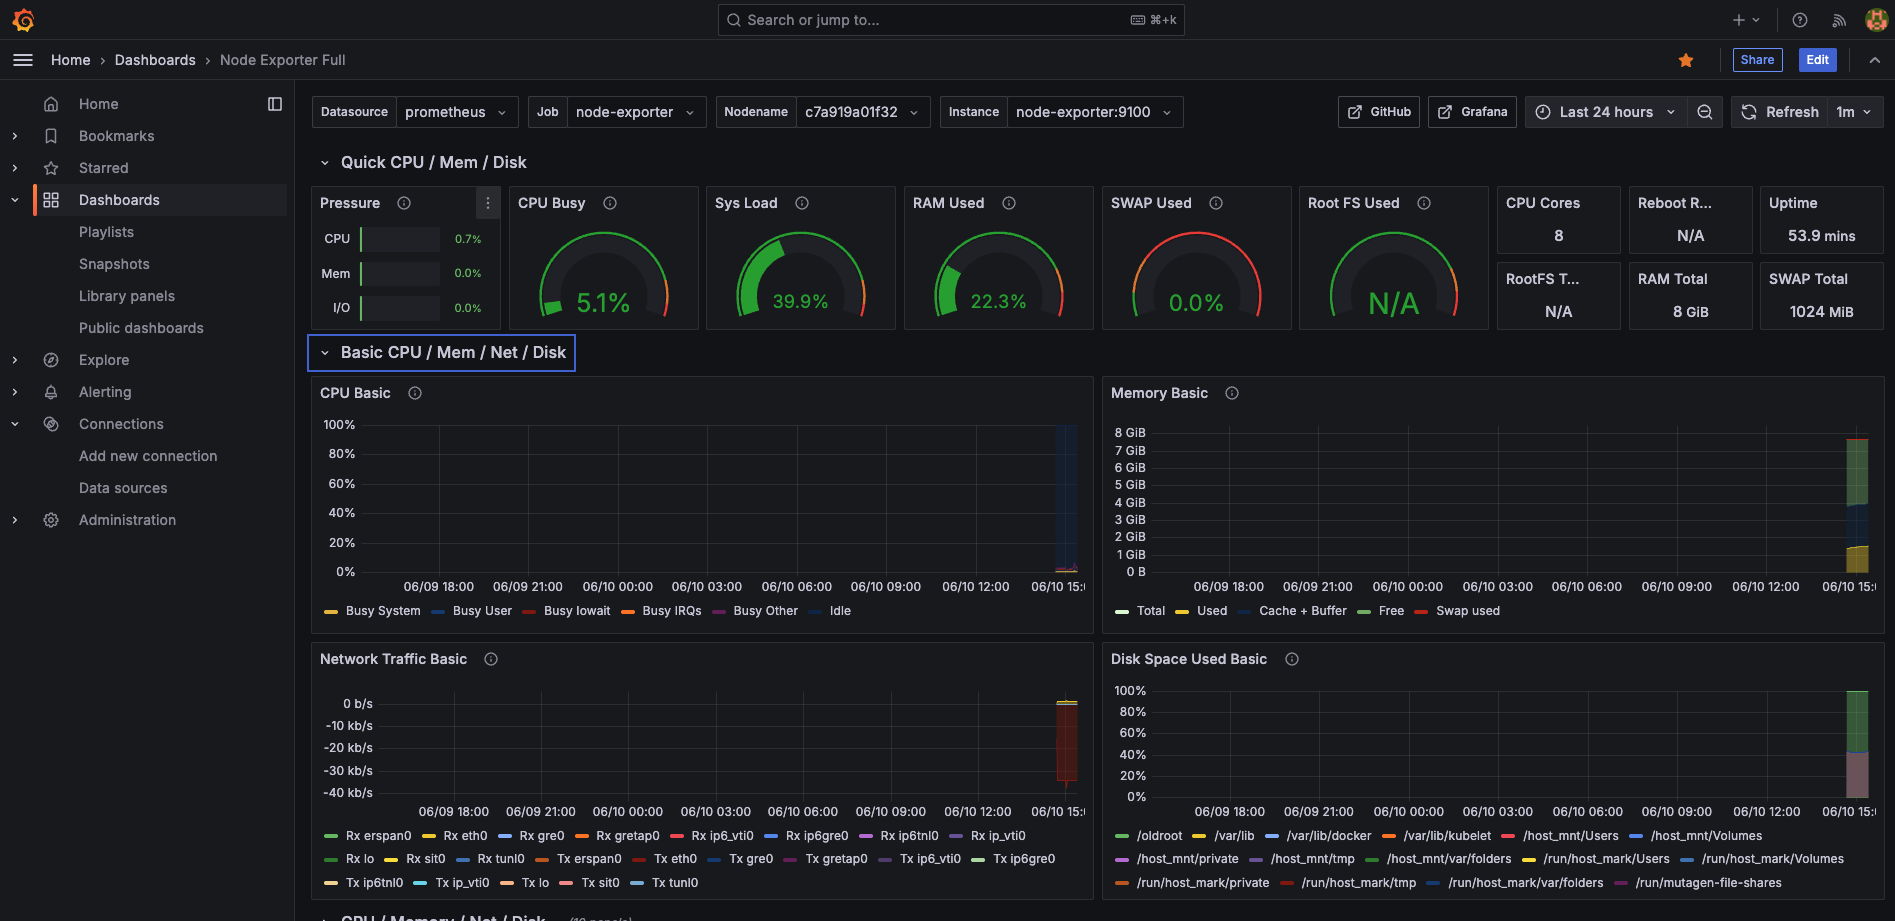 Search or jump to... ⌘+k
Home › Dashboards › Node Exporter Full Share Edit
Home
Bookmarks
Starred
Dashboards
Playlists
Snapshots
Library panels
Public dashboards
Explore
Alerting
Connections
Add new connection
Data sources
Administration
Datasource prometheus Job node-exporter Nodename c7a919a01f32 Instance node-exporter:9100 GitHub Grafana Last 24 hours Refresh 1m
Quick CPU / Mem / Disk
Pressure
CPU 0.7%
Mem 0.0%
I/O 0.0%
CPU Busy
5.1%
Sys Load
39.9%
RAM Used
22.3%
SWAP Used
0.0%
Root FS Used
N/A
CPU Cores
8
Reboot R...
N/A
Uptime
53.9 mins
RootFS T...
N/A
RAM Total
8 GiB
SWAP Total
1024 MiB
Basic CPU / Mem / Net / Disk
CPU Basic
100%
80%
60%
40%
20%
0%
06/09 18:00 06/09 21:00 06/10 00:00 06/10 03:00 06/10 06:00 06/10 09:00 06/10 12:00 06/10 15:
Busy System Busy User Busy Iowait Busy IRQs Busy Other Idle
Memory Basic
8 GiB
7 GiB
6 GiB
5 GiB
4 GiB
3 GiB
2 GiB
1 GiB
0 B
06/09 18:00 06/09 21:00 06/10 00:00 06/10 03:00 06/10 06:00 06/10 09:00 06/10 12:00 06/10 15:
Total Used Cache + Buffer Free Swap used
Network Traffic Basic
0 b/s
-10 kb/s
-20 kb/s
-30 kb/s
-40 kb/s
06/09 18:00 06/09 21:00 06/10 00:00 06/10 03:00 06/10 06:00 06/10 09:00 06/10 12:00 06/10 15:
Rx erspan0 Rx eth0 Rx gre0 Rx gretap0 Rx ip6_vti0 Rx ip6gre0 Rx ip6tnl0 Rx ip_vti0
Rx lo Rx sit0 Rx tunl0 Tx erspan0 Tx eth0 Tx gre0 Tx gretap0 Tx ip6_vti0 Tx ip6gre0
Tx ip6tnl0 Tx ip_vti0 Tx lo Tx sit0 Tx tunl0
Disk Space Used Basic
100%
80%
60%
40%
20%
0%
06/09 18:00 06/09 21:00 06/10 00:00 06/10 03:00 06/10 06:00 06/10 09:00 06/10 12:00 06/10 15:
/oldroot /var/lib /var/lib/docker /var/lib/kubelet /host_mnt/Users /host_mnt/Volumes
/host_mnt/private /host_mnt/tmp /host_mnt/var/folders /run/host_mark/Users /run/host_mark/Volumes
/run/host_mark/private /run/host_mark/tmp /run/host_mark/var/folders /run/mutagen-file-shares
CPU / Memory / Net / Disk